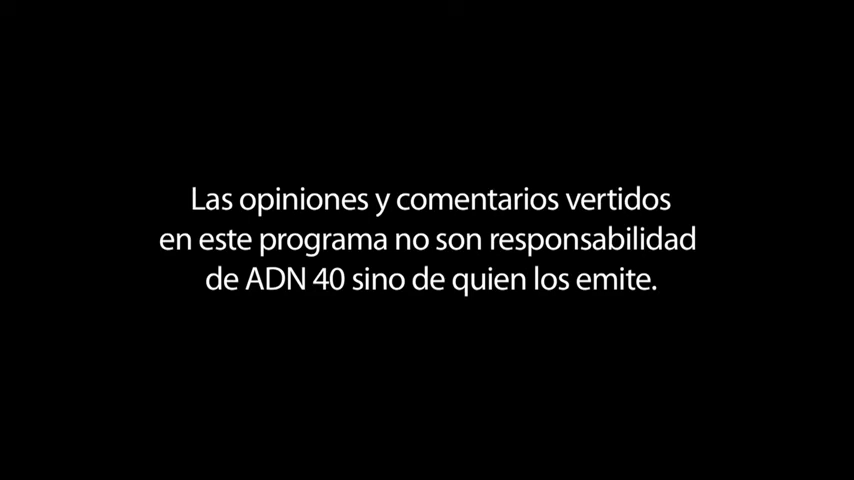 Las opiniones y comentarios vertidos
en este programa no son responsabilidad
de ADN 40 sino de quien los emite.